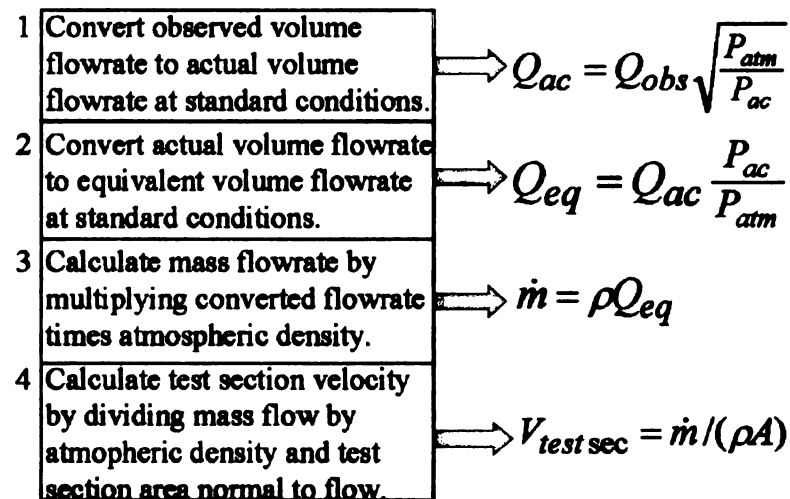 1 Convert observed volume
flowrate to actual volume
flowrate at standard conditions.
Q_ac = Q_obs √(P_atm / P_ac)
2 Convert actual volume flowrate
to equivalent volume flowrate
at standard conditions.
Q_eq = Q_ac P_ac / P_atm
3 Calculate mass flowrate by
multiplying converted flowrate
times atmospheric density.
ṁ = ρQ_eq
4 Calculate test section velocity
by dividing mass flow by
atmopheric density and test
section area normal to flow.
V_test sec = ṁ/(ρA)